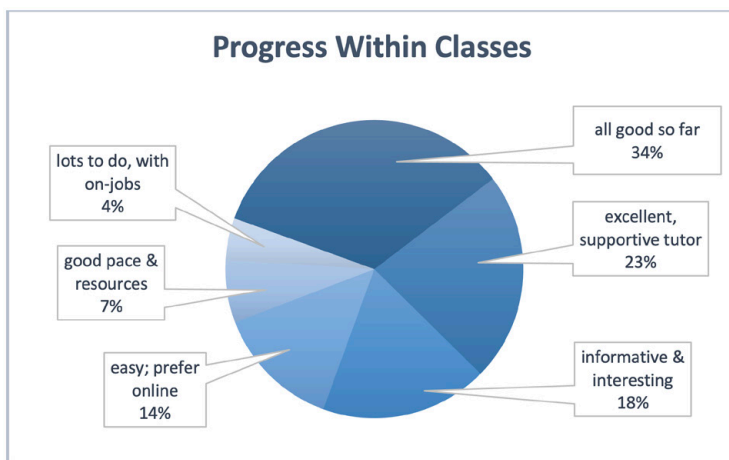 Progress Within Classes
all good so far
34%
excellent,
supportive tutor
23%
informative &
interesting
18%
easy; prefer
online
14%
good pace &
resources
7%
lots to do, with
on-jobs
4%